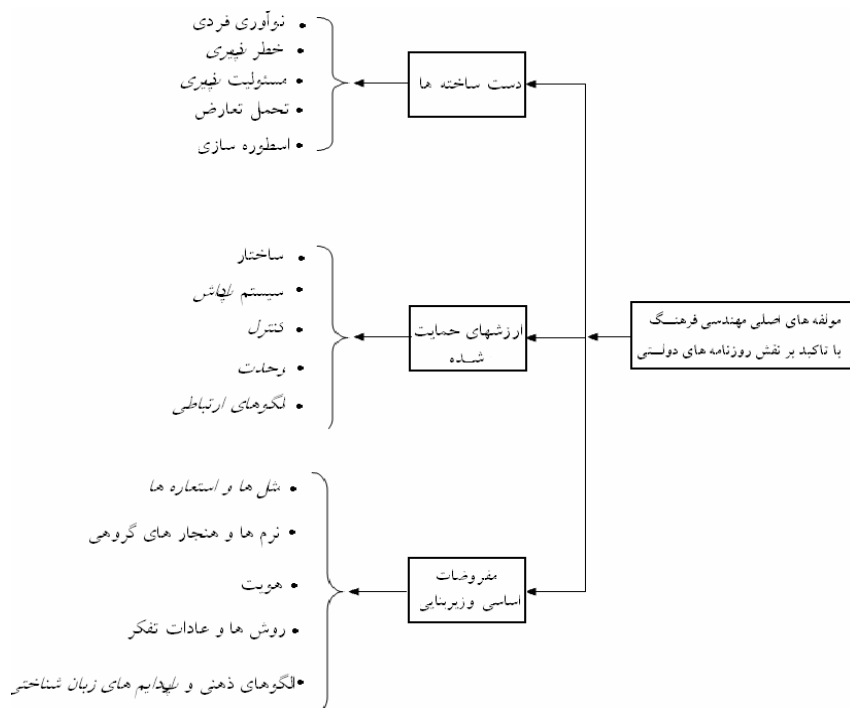 مولفه های اصلی مهندسی فرهنگ
با تاکید بر نقش روزنامه های دولتی
دست ساخته ها
نوآوری فردی
خطر پذیری
مسئولیت پذیری
تحمل تعارض
اسطوره سازی
ارزشهای حمایت
شده
ساختار
سیستم پاداش
کنترل
وحدت
الگوهای ارتباطی
مفروضات
اساسی وزیربنایی
مثل ها و استعاره ها
نرم ها و هنجار های گروهی
هویت
روش ها و عادات تفکر
الگوهای ذهنی و پارادایم های زبان شناختی